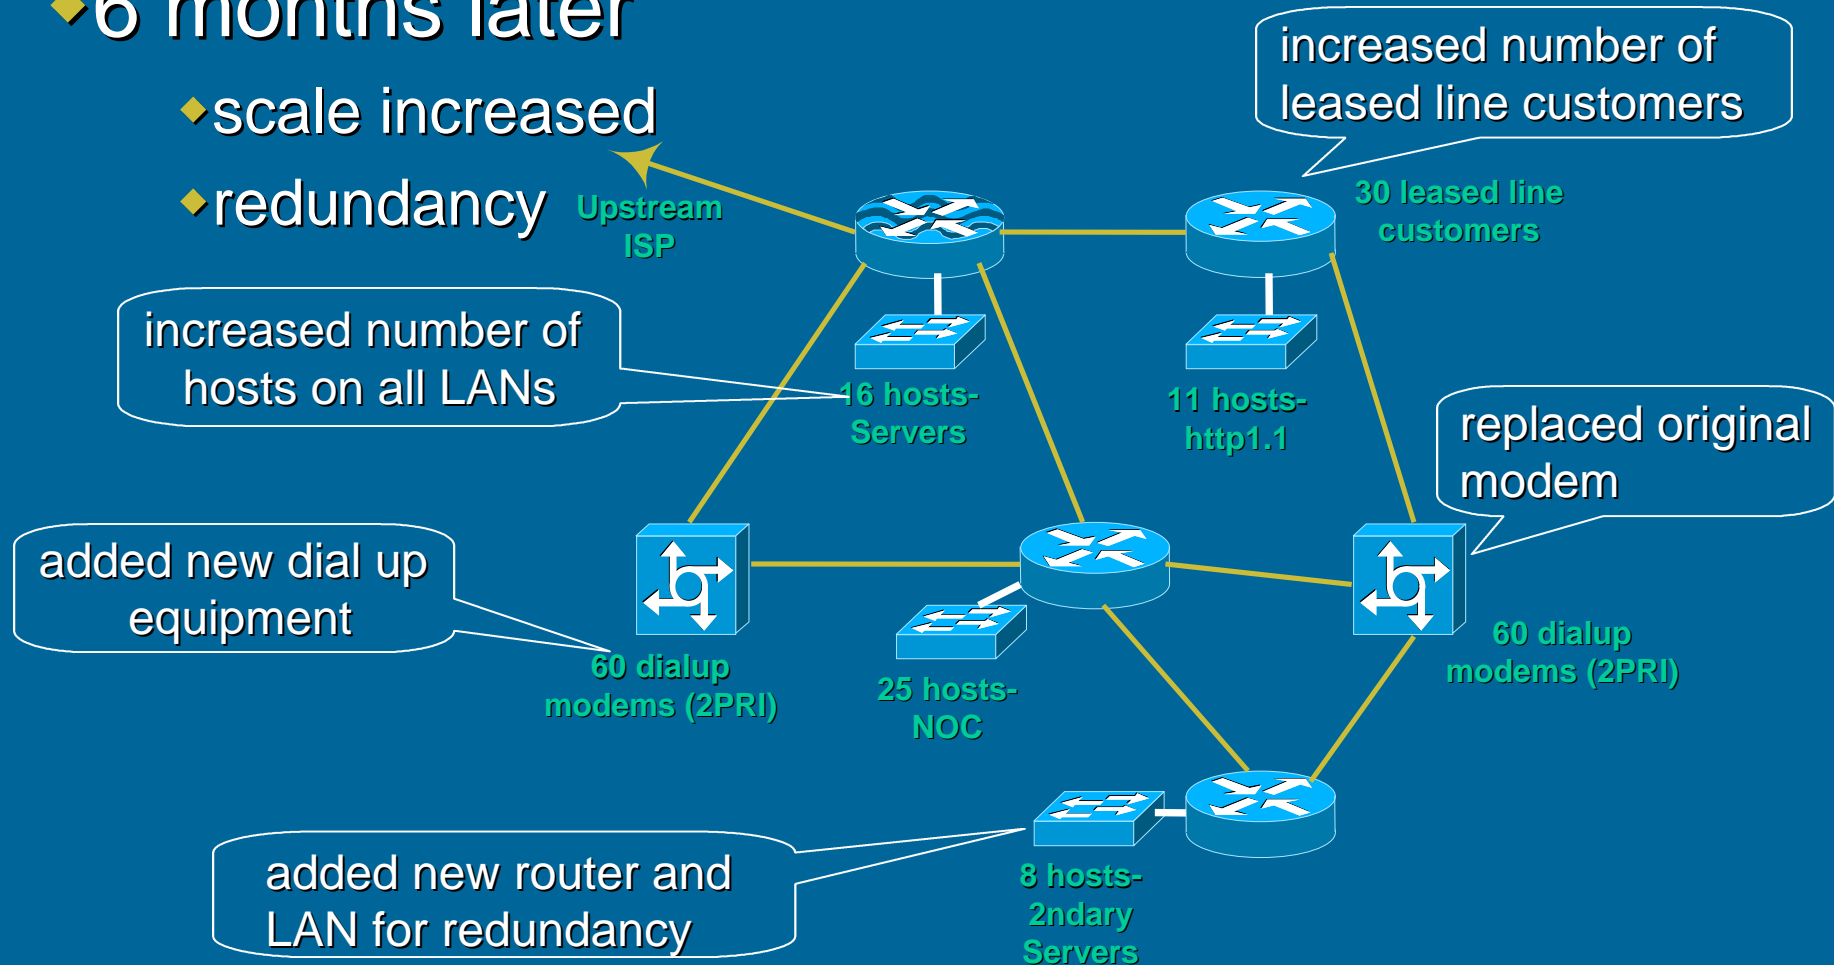 6 months later
scale increased
redundancy
increased number of
leased line customers
Upstream
ISP
30 leased line
customers
increased number of
hosts on all LANs
16 hosts-
Servers
11 hosts-
http1.1
replaced original
modem
added new dial up
equipment
60 dialup
modems (2PRI)
25 hosts-
NOC
60 dialup
modems (2PRI)
added new router and
LAN for redundancy
8 hosts-
2ndary
Servers